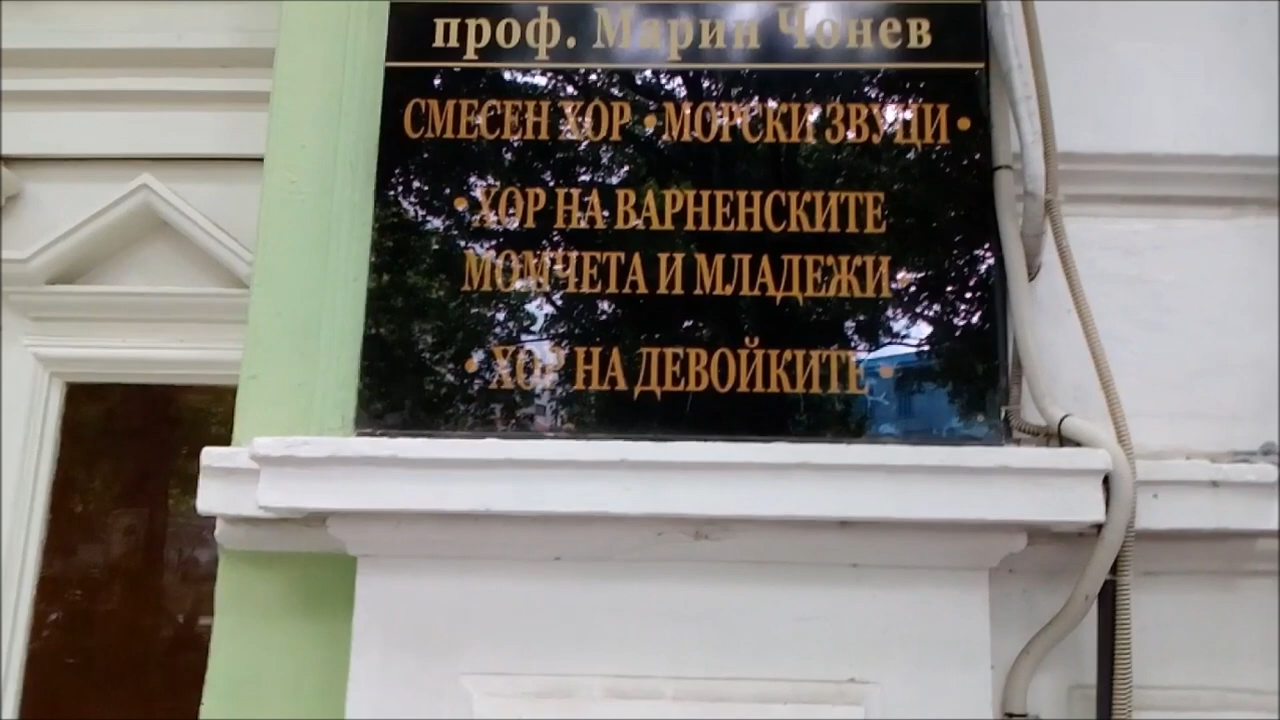 проф. Марин Чонев
СМЕСЕН ХОР • МОРСКИ ЗВУЦИ •
• ХОР НА ВАРНЕНСКИТЕ
МОМЧЕТА И МЛАДЕЖИ •
• ХОР НА ДЕВОЙКИТЕ •